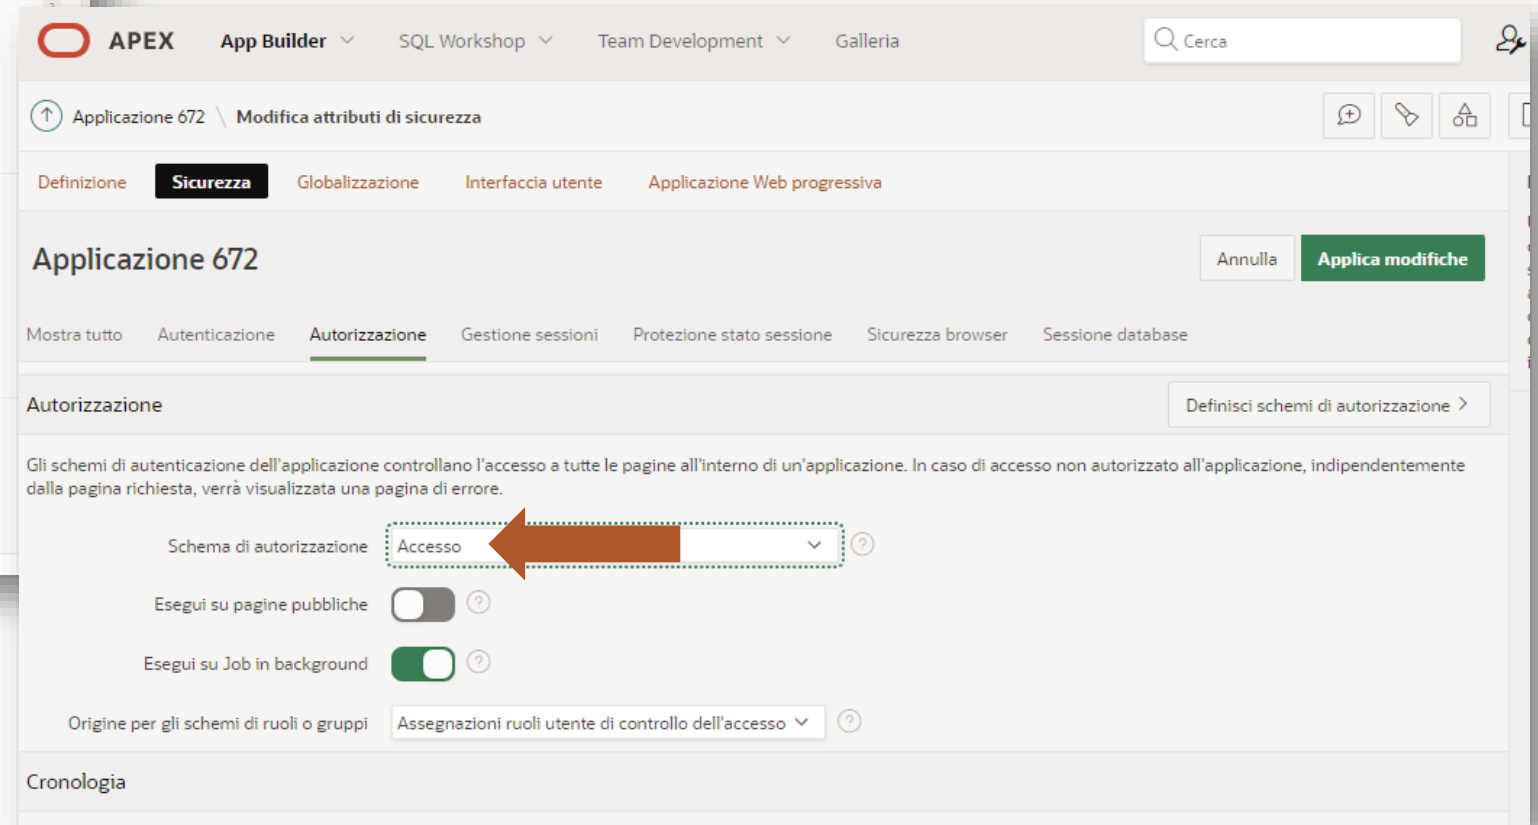 APEX App Builder SQL Workshop Team Development Galleria Cerca
Applicazione 672 \ Modifica attributi di sicurezza
Definizione Sicurezza Globalizzazione Interfaccia utente Applicazione Web progressiva
Applicazione 672 Annulla Applica modifiche
Mostra tutto Autenticazione Autorizzazione Gestione sessioni Protezione stato sessione Sicurezza browser Sessione database
Autorizzazione Definisci schemi di autorizzazione >
Gli schemi di autenticazione dell'applicazione controllano l'accesso a tutte le pagine all'interno di un'applicazione. In caso di accesso non autorizzato all'applicazione, indipendentemente
dalla pagina richiesta, verrà visualizzata una pagina di errore.
Schema di autorizzazione Accesso
Esegui su pagine pubbliche
Esegui su Job in background
Origine per gli schemi di ruoli o gruppi Assegnazioni ruoli utente di controllo dell'accesso
Cronologia